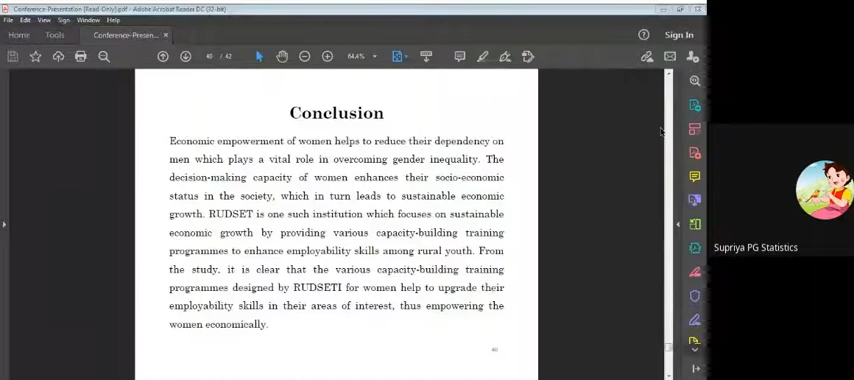 Conference-Presentation [Read-Only].pdf - Adobe Acrobat Reader DC (32-bit)
File Edit View Sign Window Help
Home Tools Conference-Presen... ×
Sign In
40 / 42 64.4%
Conclusion
Economic empowerment of women helps to reduce their dependency on
men which plays a vital role in overcoming gender inequality. The
decision-making capacity of women enhances their socio-economic
status in the society, which in turn leads to sustainable economic
growth. RUDSET is one such institution which focuses on sustainable
economic growth by providing various capacity-building training
programmes to enhance employability skills among rural youth. From
the study, it is clear that the various capacity-building training
programmes designed by RUDSETI for women help to upgrade their
employability skills in their areas of interest, thus empowering the
women economically.
40
Supriya PG Statistics